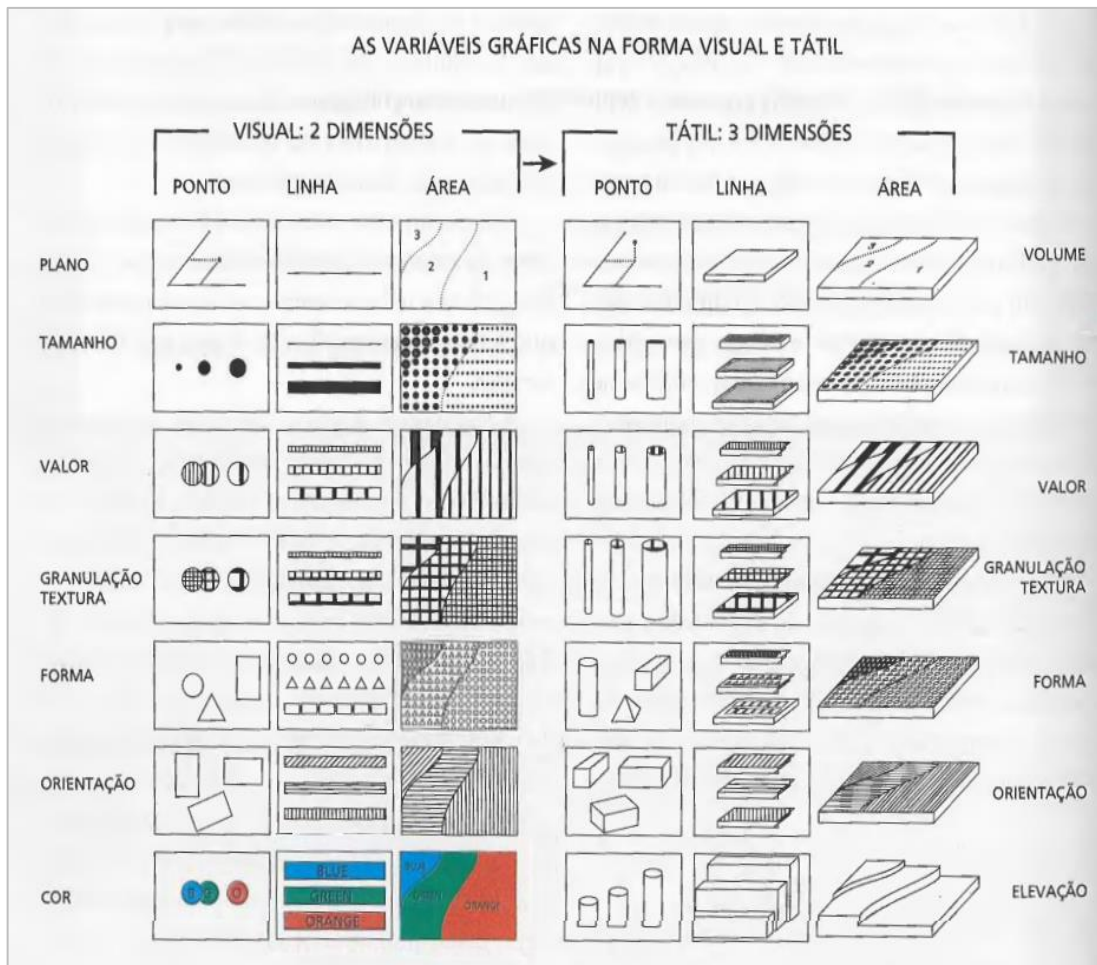 AS VARIÁVEIS GRÁFICAS NA FORMA VISUAL E TÁTIL
VISUAL: 2 DIMENSÕES
TÁTIL: 3 DIMENSÕES
PONTO LINHA ÁREA PONTO LINHA ÁREA
PLANO 3 2 1 VOLUME
TAMANHO TAMANHO
VALOR VALOR
GRANULAÇÃO GRANULAÇÃO
TEXTURA TEXTURA
FORMA FORMA
ORIENTAÇÃO ORIENTAÇÃO
BLUE BLUE
COR GREEN GREEN ORANGE ELEVAÇÃO
ORANGE